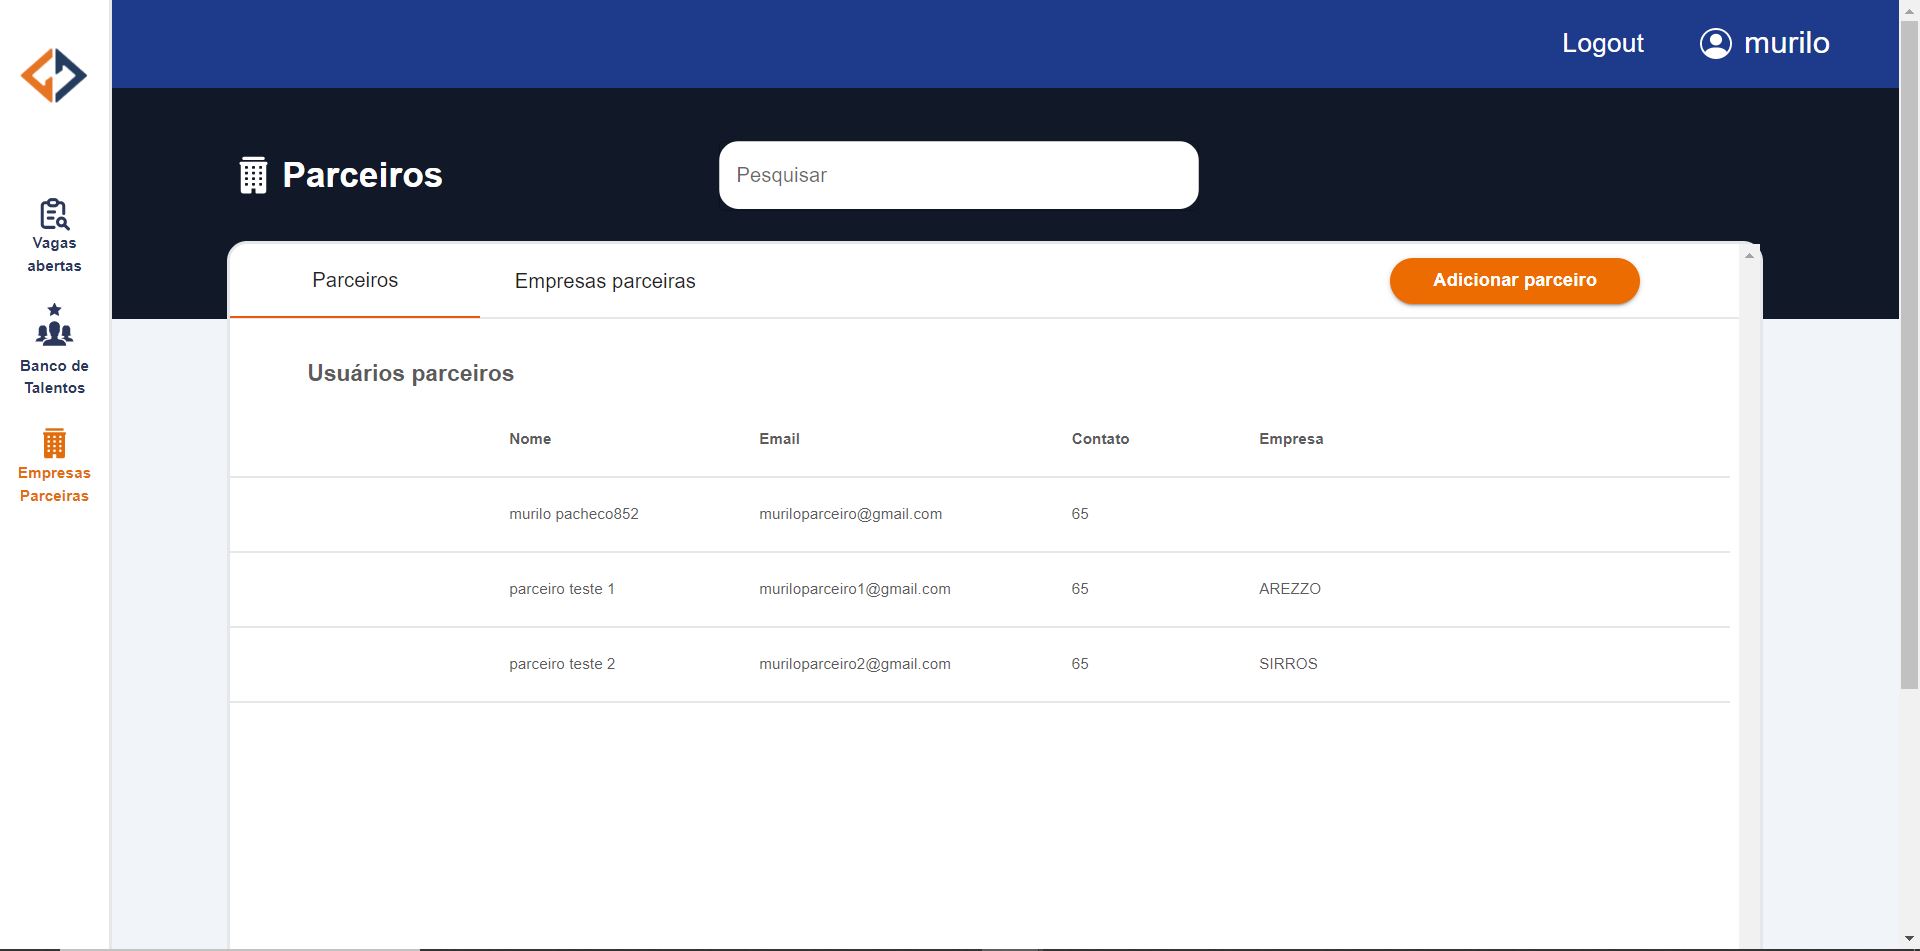 Logout murilo
Parceiros
Pesquisar
Vagas
abertas
Banco de
Talentos
Empresas
Parceiras
Parceiros Empresas parceiras Adicionar parceiro
Usuários parceiros
Nome Email Contato Empresa
murilo pacheco852 muriloparceiro@gmail.com 65
parceiro teste 1 muriloparceiro1@gmail.com 65 AREZZO
parceiro teste 2 muriloparceiro2@gmail.com 65 SIRROS